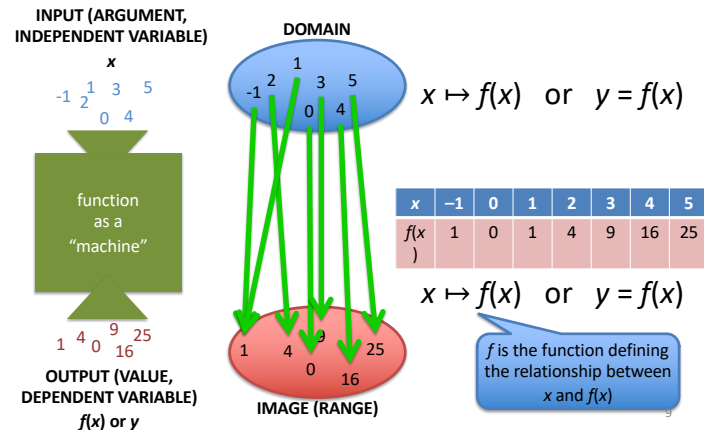 INPUT (ARGUMENT,
INDEPENDENT VARIABLE)
x
-1 2 1 3 5
0 4
function
as a
“machine”
1 4 0 9 16 25
OUTPUT (VALUE,
DEPENDENT VARIABLE)
f(x) or y
DOMAIN
-1 2 1 3 5
0 4
1 4 9 25
0 16
IMAGE (RANGE)
x ↦ f(x) or y = f(x)
x –1 0 1 2 3 4 5
f(x 1 0 1 4 9 16 25
)
x ↦ f(x) or y = f(x)
f is the function defining
the relationship between
x and f(x)
9